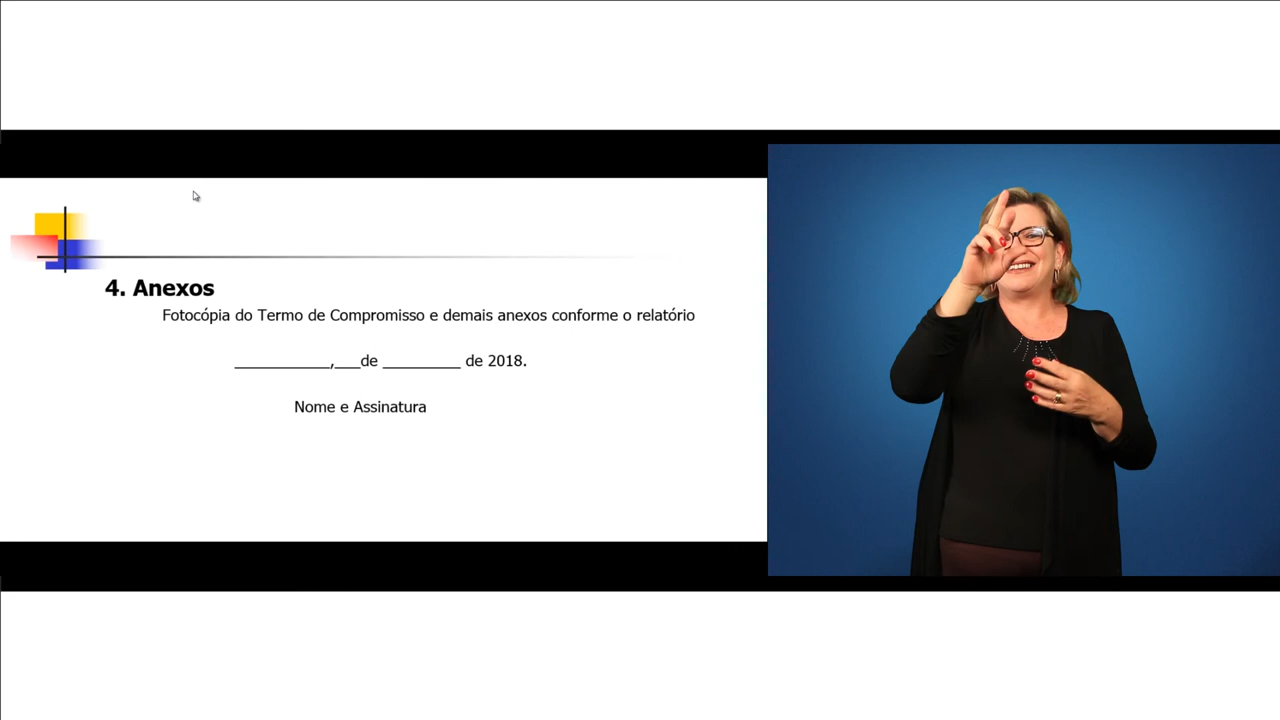 4. Anexos
Fotocópia do Termo de Compromisso e demais anexos conforme o relatório
___________,___de _________ de 2018.
Nome e Assinatura